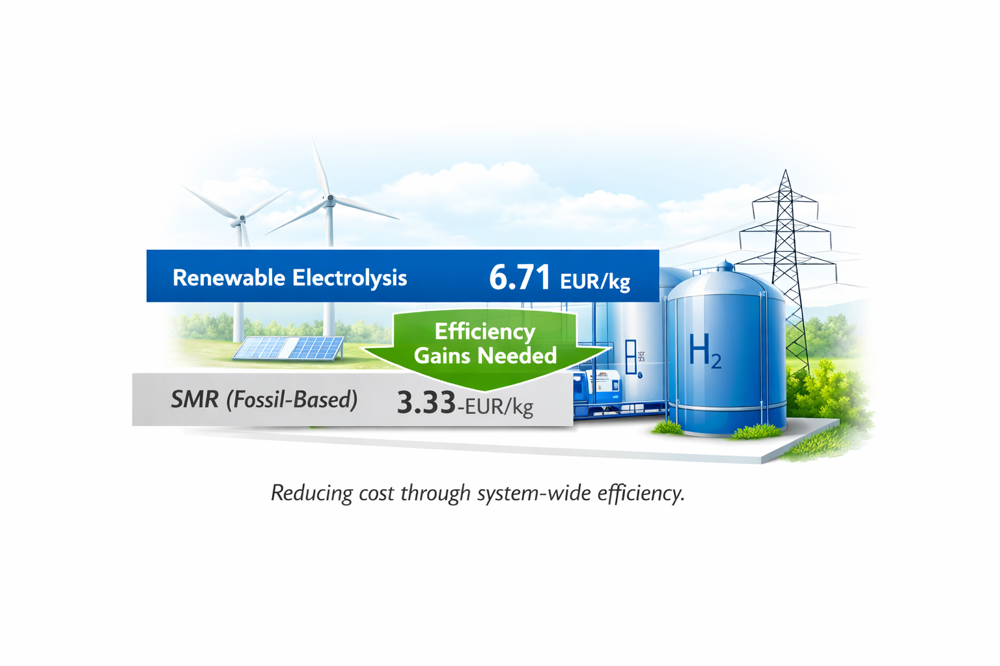 Renewable Electrolysis 6.71 EUR/kg
Efficiency
Gains Needed
SMR (Fossil-Based) 3.33-EUR/kg
H2
Reducing cost through system-wide efficiency.